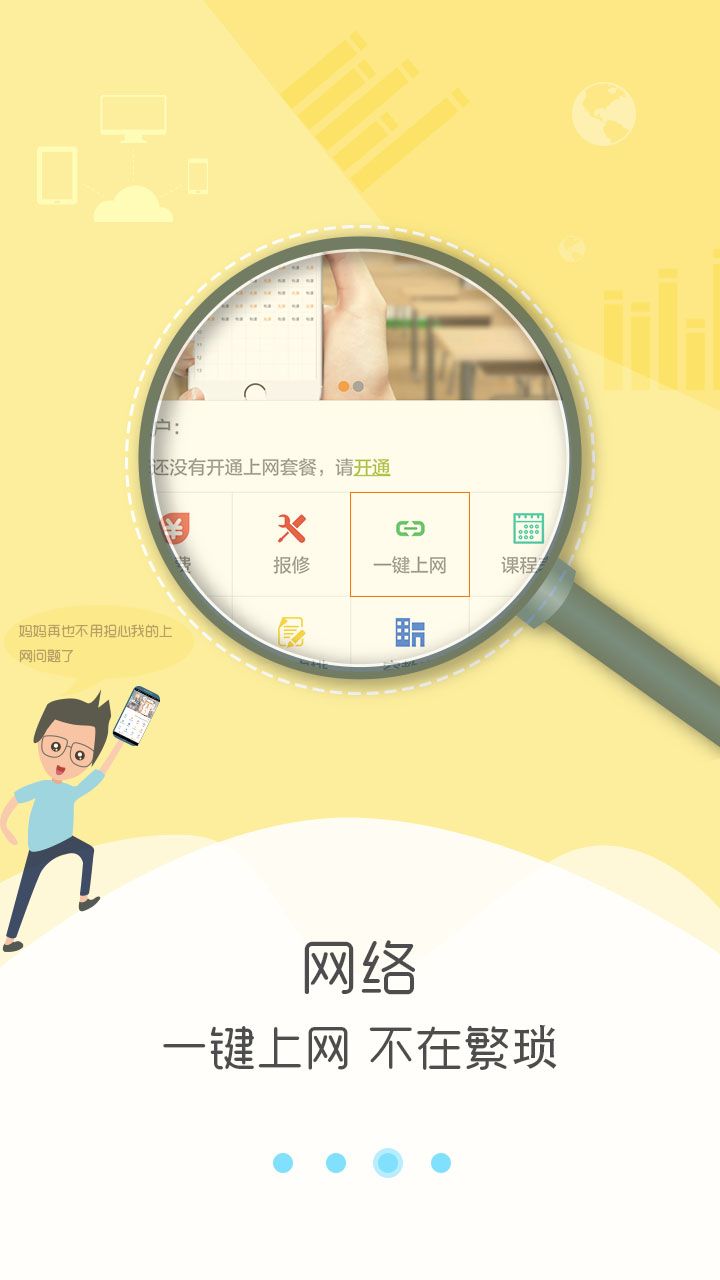 户：
还没有开通上网套餐，请开通
费
报修
一键上网
课程
妈妈再也不用担心我的上
网问题了
网络
一键上网 不在繁琐